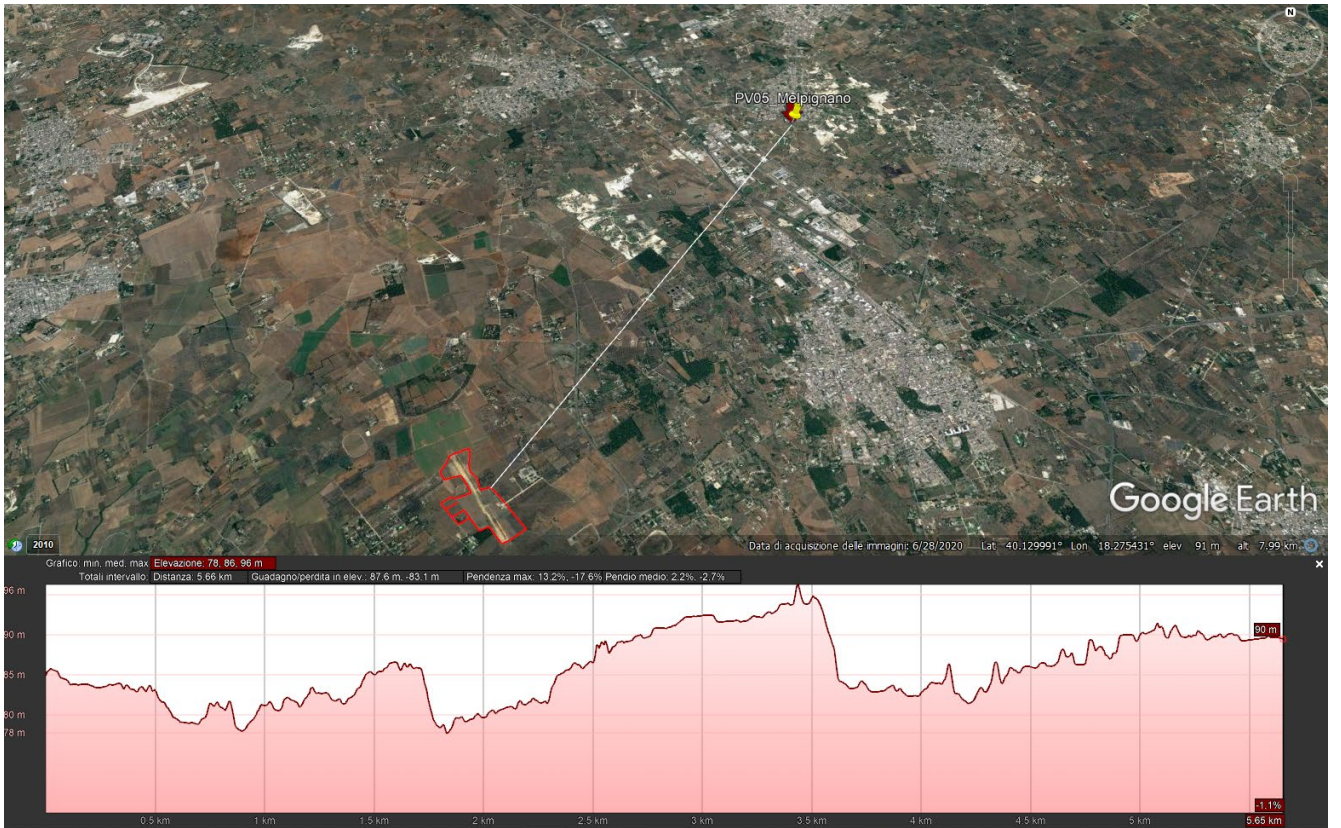 N
PV05_Melpignano
Google Earth
2010
Data di acquisizione delle immagini: 6/28/2020 Lat 40.129991° Lon 18.275431° elev 91 m alt 7.99 km
Grafico: min. med. max Elevazione: 78, 86, 96 m
Totali intervallo: Distanza: 5.66 km Guadagno/perdita in elev.: 87.6 m, -83.1 m Pendenza max: 13.2%, -17.6% Pendio medio: 2.2%, -2.7%
96 m
90 m
90 m
85 m
80 m
78 m
-1.1%
0.5 km 1 km 1.5 km 2 km 2.5 km 3 km 3.5 km 4 km 4.5 km 5 km 5.65 km